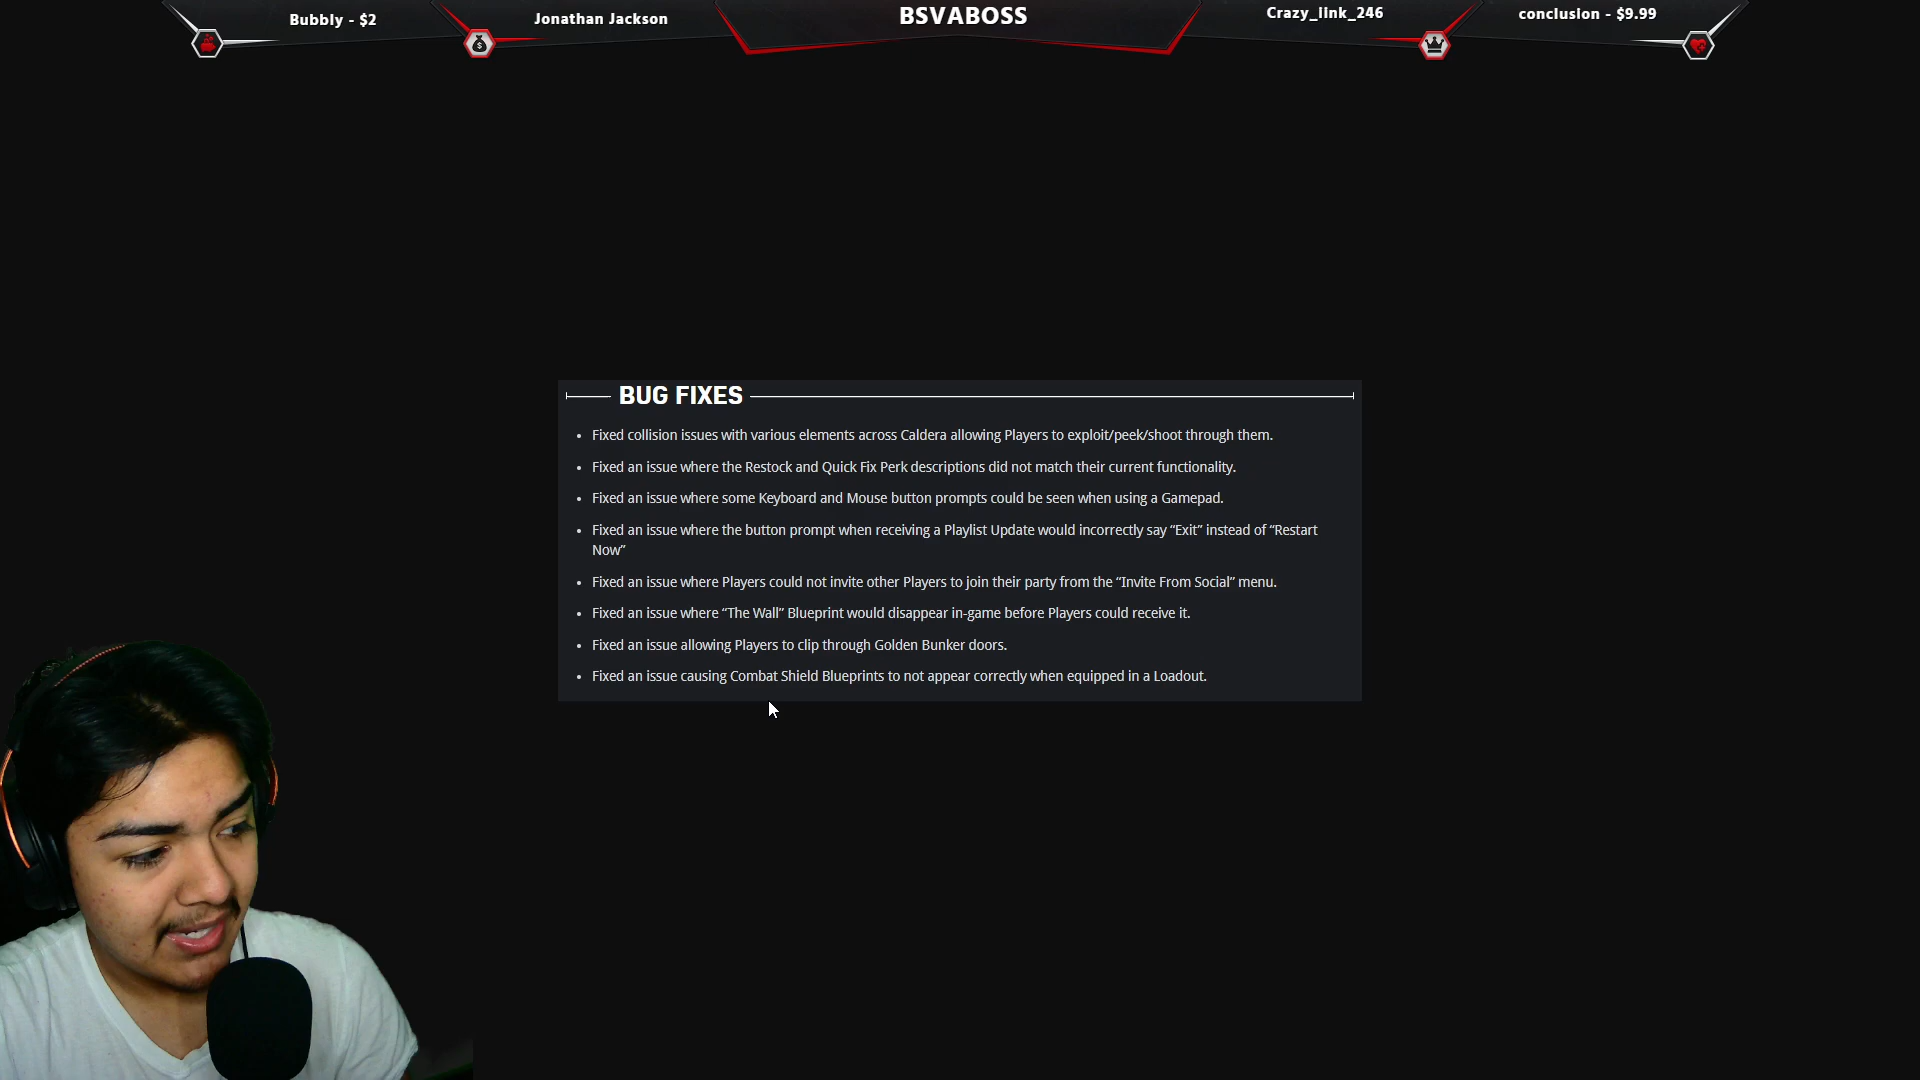 Bubbly - $2
Jonathan Jackson
BSVABOSS
Crazy_link_246
conclusion - $9.99
BUG FIXES
• Fixed collision issues with various elements across Caldera allowing Players to exploit/peek/shoot through them.
• Fixed an issue where the Restock and Quick Fix Perk descriptions did not match their current functionality.
• Fixed an issue where some Keyboard and Mouse button prompts could be seen when using a Gamepad.
• Fixed an issue where the button prompt when receiving a Playlist Update would incorrectly say “Exit” instead of “Restart
Now”
• Fixed an issue where Players could not invite other Players to join their party from the “Invite From Social” menu.
• Fixed an issue where “The Wall” Blueprint would disappear in-game before Players could receive it.
• Fixed an issue allowing Players to clip through Golden Bunker doors.
• Fixed an issue causing Combat Shield Blueprints to not appear correctly when equipped in a Loadout.